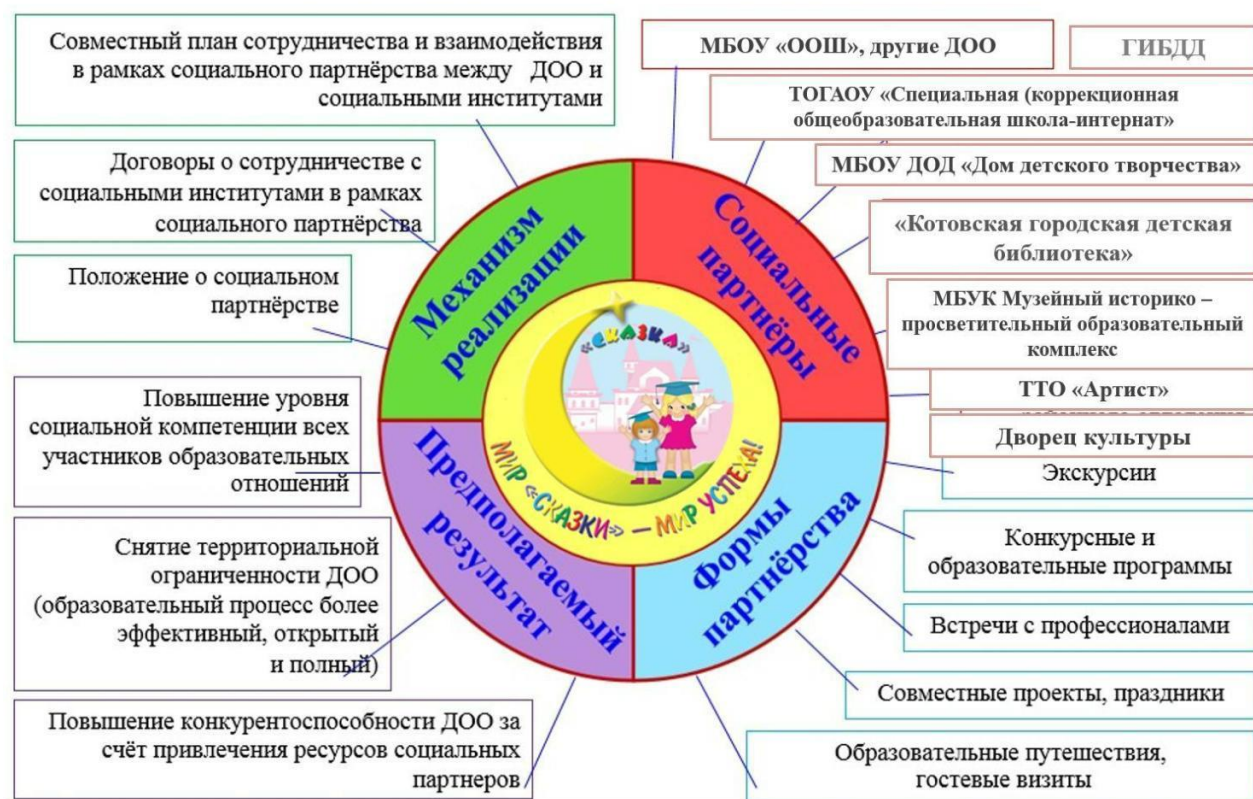 Совместный план сотрудничества и взаимодействия
в рамках социального партнёрства между ДОО и
социальными институтами
Договоры о сотрудничестве с
социальными институтами в рамках
социального партнёрства
Положение о социальном
партнёрстве
Механизм
реализации
МБОУ «ООШ», другие ДОО
ГИБДД
ТОГАОУ «Специальная (коррекционная
общеобразовательная школа-интернат»
МБОУ ДОД «Дом детского творчества»
«Котовская городская детская
библиотека»
МБУК Музейный историко –
просветительный образовательный
комплекс
ТТО «Артист»
Дворец культуры
Социальные
партнёры
«СКАЗКА»
МИР «СКАЗКИ» – МИР УСПЕХА!
Повышение уровня
социальной компетенции всех
участников образовательных
отношений
Снятие территориальной
ограниченности ДОО
(образовательный процесс более
эффективный, открытый
и полный)
Повышение конкурентоспособности ДОО за
счёт привлечения ресурсов социальных
партнеров
Предполагаемый
результат
Формы
партнёрства
Экскурсии
Конкурсные и
образовательные программы
Встречи с профессионалами
Совместные проекты, праздники
Образовательные путешествия,
гостевые визиты